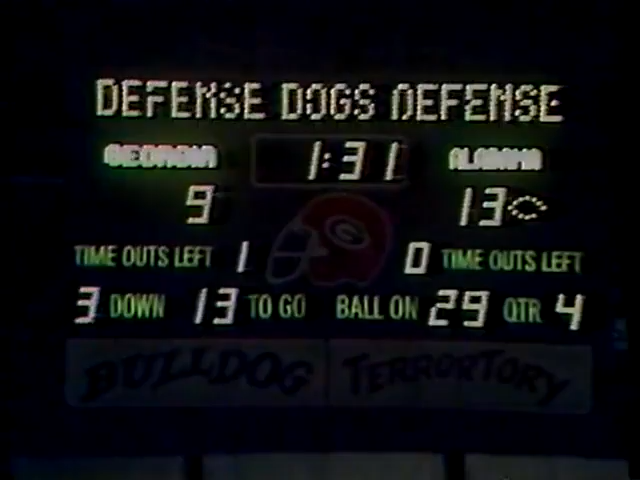 DEFENSE DOGS DEFENSE
GEORGIA 1:31 ALABAMA
9 13
TIME OUTS LEFT 1 G 0 TIME OUTS LEFT
3 DOWN 13 TO GO BALL ON 29 QTR 4
BULLDOG TERRORTORY